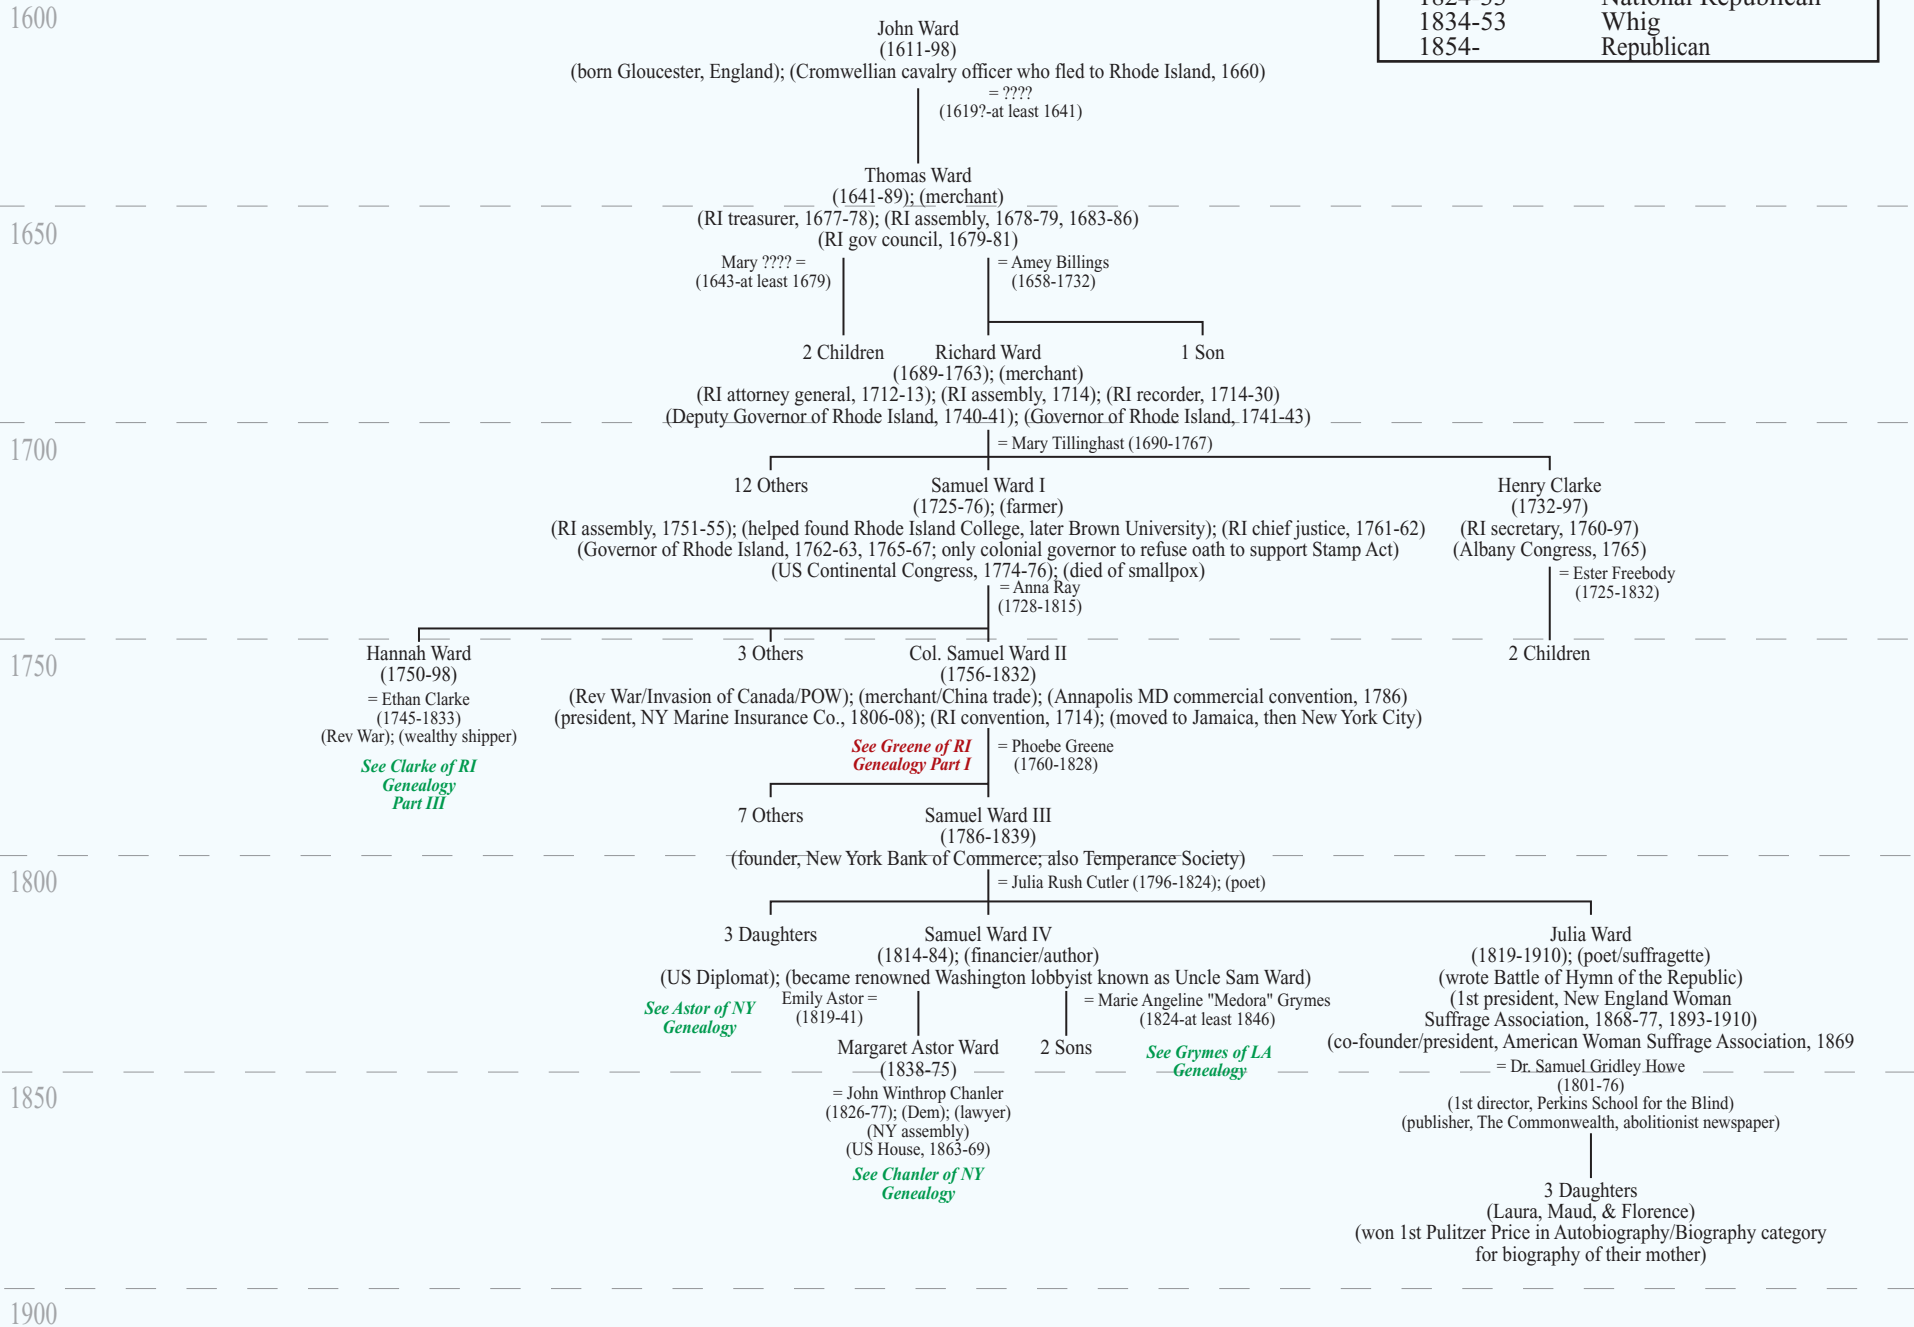 1600
1824-33 National Republican
1834-53 Whig
1854- Republican
John Ward
(1611-98)
(born Gloucester, England); (Cromwellian cavalry officer who fled to Rhode Island, 1660)
= ????
(1619?-at least 1641)
Thomas Ward
(1641-89); (merchant)
1650
(RI treasurer, 1677-78); (RI assembly, 1678-79, 1683-86)
(RI gov council, 1679-81)
Mary ???? =
(1643-at least 1679)
= Amey Billings
(1658-1732)
2 Children
Richard Ward
1 Son
(1689-1763); (merchant)
(RI attorney general, 1712-13); (RI assembly, 1714); (RI recorder, 1714-30)
(Deputy Governor of Rhode Island, 1740-41); (Governor of Rhode Island, 1741-43)
1700
= Mary Tillinghast (1690-1767)
12 Others
Samuel Ward I
(1725-76); (farmer)
(RI assembly, 1751-55); (helped found Rhode Island College, later Brown University); (RI chief justice, 1761-62)
(Governor of Rhode Island, 1762-63, 1765-67; only colonial governor to refuse oath to support Stamp Act)
(US Continental Congress, 1774-76); (died of smallpox)
= Anna Ray
(1728-1815)
Henry Clarke
(1732-97)
(RI secretary, 1760-97)
(Albany Congress, 1765)
= Ester Freebody
(1725-1832)
1750
Hannah Ward
(1750-98)
= Ethan Clarke
(1745-1833)
(Rev War); (wealthy shipper)
See Clarke of RI
Genealogy
Part III
3 Others
Col. Samuel Ward II
(1756-1832)
(Rev War/Invasion of Canada/POW); (merchant/China trade); (Annapolis MD commercial convention, 1786)
(president, NY Marine Insurance Co., 1806-08); (RI convention, 1714); (moved to Jamaica, then New York City)
2 Children
See Greene of RI
Genealogy Part I
= Phoebe Greene
(1760-1828)
7 Others
Samuel Ward III
(1786-1839)
(founder, New York Bank of Commerce; also Temperance Society)
1800
= Julia Rush Cutler (1796-1824); (poet)
3 Daughters
Samuel Ward IV
(1814-84); (financier/author)
(US Diplomat); (became renowned Washington lobbyist known as Uncle Sam Ward)
See Astor of NY
Genealogy
Emily Astor =
(1819-41)
= Marie Angeline "Medora" Grymes
(1824-at least 1846)
See Grymes of LA
Genealogy
Margaret Astor Ward
(1838-75)
2 Sons
= John Winthrop Chanler
(1826-77); (Dem); (lawyer)
(NY assembly)
(US House, 1863-69)
See Chanler of NY
Genealogy
Julia Ward
(1819-1910); (poet/suffragette)
(wrote Battle of Hymn of the Republic)
(1st president, New England Woman
Suffrage Association, 1868-77, 1893-1910)
(co-founder/president, American Woman Suffrage Association, 1869
1850
= Dr. Samuel Gridley Howe
(1801-76)
(1st director, Perkins School for the Blind)
(publisher, The Commonwealth, abolitionist newspaper)
3 Daughters
(Laura, Maud, & Florence)
(won 1st Pulitzer Price in Autobiography/Biography category
for biography of their mother)
1900